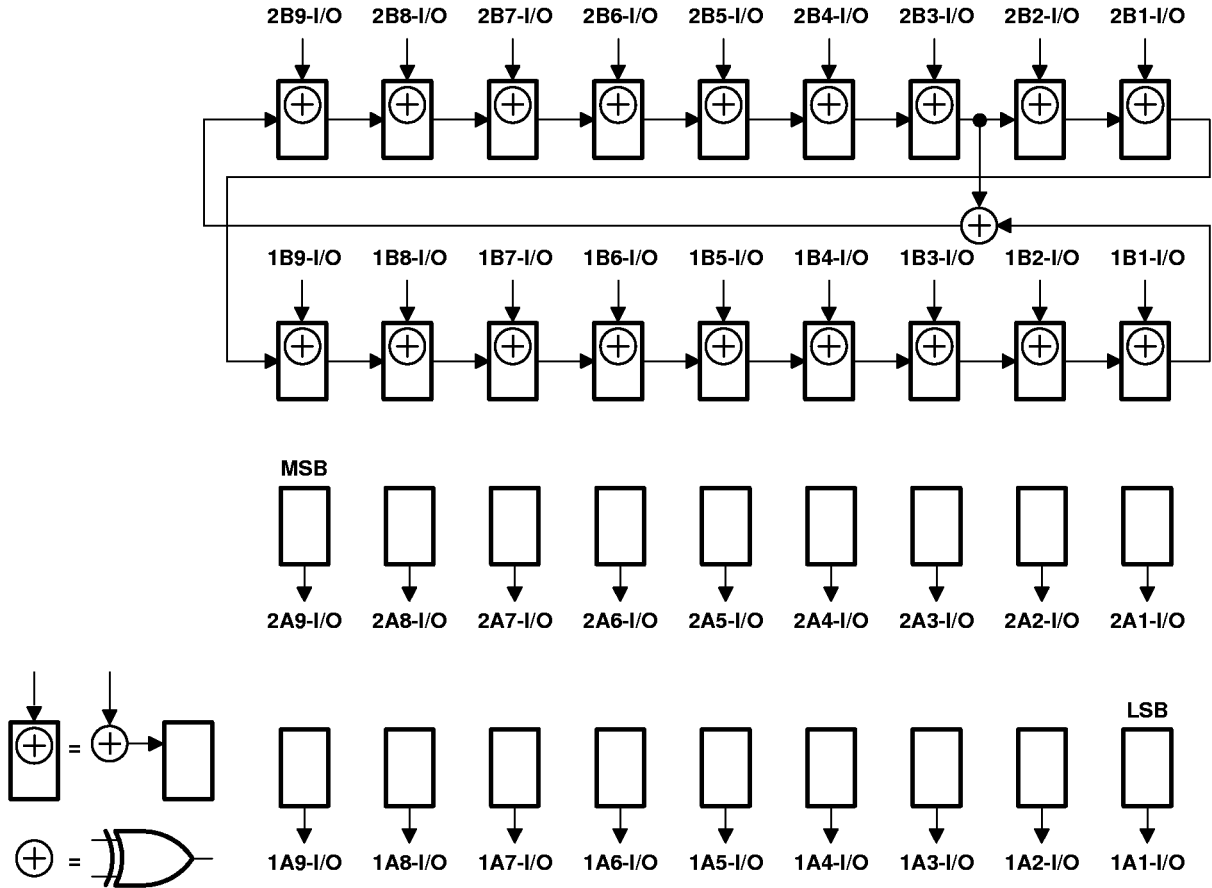 2B9-I/O 2B8-I/O 2B7-I/O 2B6-I/O 2B5-I/O 2B4-I/O 2B3-I/O 2B2-I/O 2B1-I/O
1B9-I/O 1B8-I/O 1B7-I/O 1B6-I/O 1B5-I/O 1B4-I/O 1B3-I/O 1B2-I/O 1B1-I/O
MSB
2A9-I/O 2A8-I/O 2A7-I/O 2A6-I/O 2A5-I/O 2A4-I/O 2A3-I/O 2A2-I/O 2A1-I/O
LSB
=
=
1A9-I/O 1A8-I/O 1A7-I/O 1A6-I/O 1A5-I/O 1A4-I/O 1A3-I/O 1A2-I/O 1A1-I/O